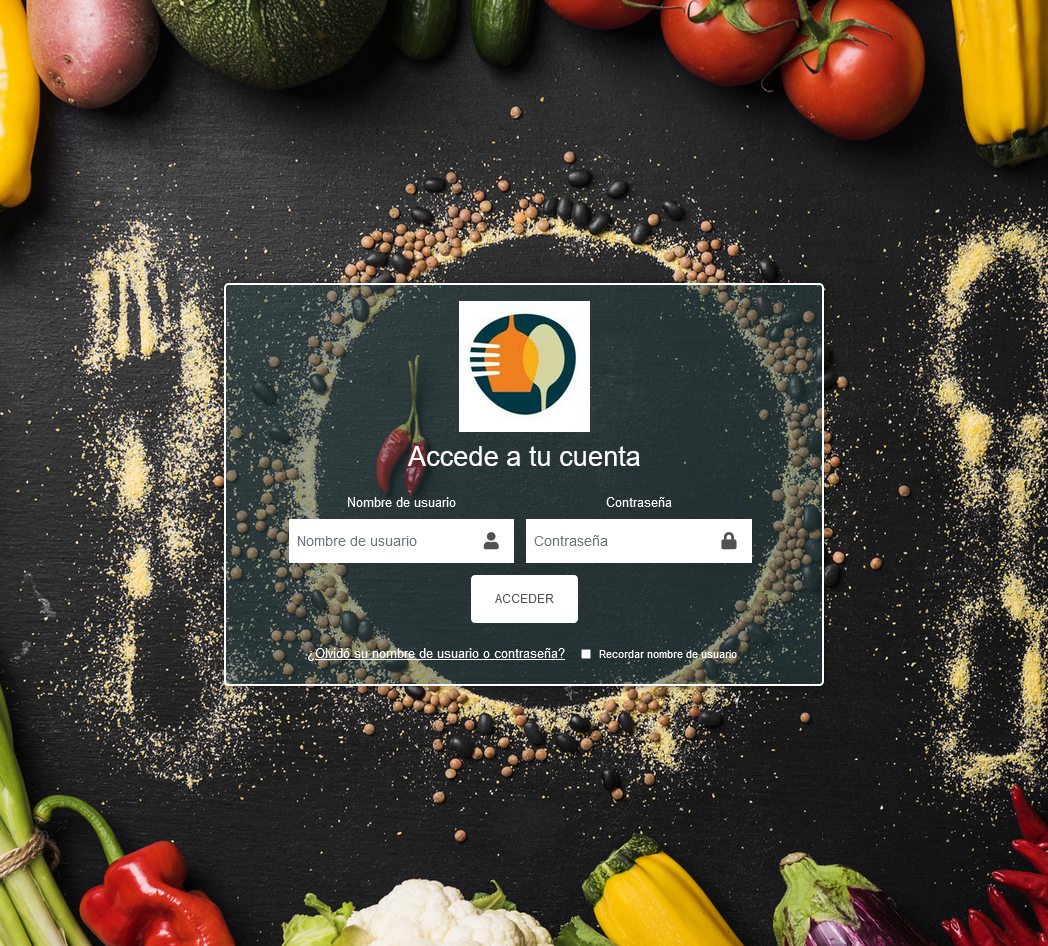 Accede a tu cuenta
Nombre de usuario
Contraseña
Nombre de usuario
Contraseña
ACCEDER
¿Olvidó su nombre de usuario o contraseña?
Recordar nombre de usuario